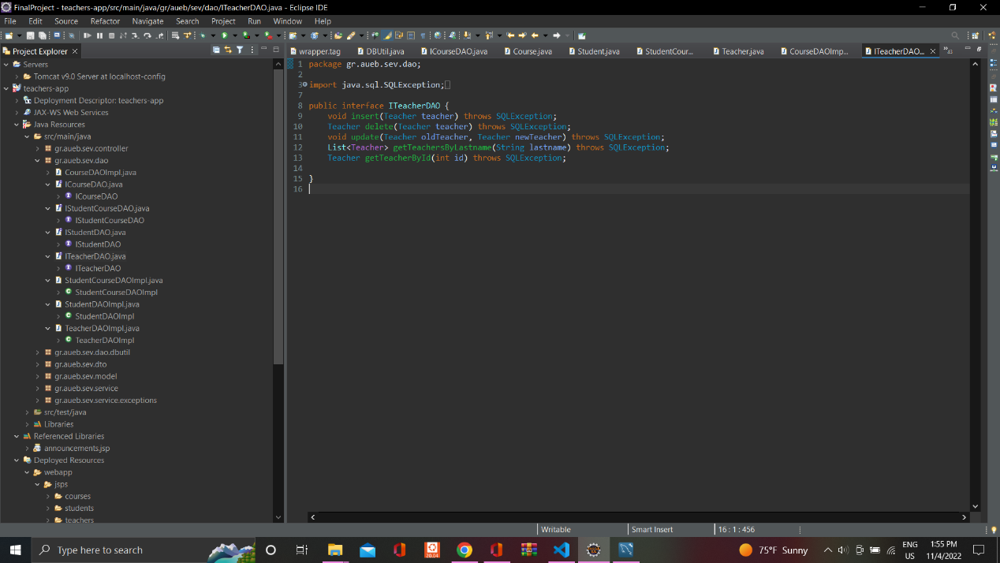 FinalProject - teachers-app/src/main/java/gr/aueb/sev/dao/ITeacherDAO.java - Eclipse IDE
File Edit Source Refactor Navigate Search Project Run Window Help
Project Explorer
wrapper.tag DBUtil.java ICourseDAO.java Course.java Student.java StudentCour... Teacher.java CourseDAOImp... ITeacherDAO... »13
Servers
Tomcat v9.0 Server at localhost-config
teachers-app
Deployment Descriptor: teachers-app
JAX-WS Web Services
Java Resources
src/main/java
gr.aueb.sev.controller
gr.aueb.sev.dao
CourseDAOImpl.java
ICourseDAO.java
ICourseDAO
IStudentCourseDAO.java
IStudentCourseDAO
IStudentDAO.java
IStudentDAO
ITeacherDAO.java
ITeacherDAO
StudentCourseDAOImpl.java
StudentCourseDAOImpl
StudentDAOImpl.java
StudentDAOImpl
TeacherDAOImpl.java
TeacherDAOImpl
gr.aueb.sev.dao.dbutil
gr.aueb.sev.dto
gr.aueb.sev.model
gr.aueb.sev.service
gr.aueb.sev.service.exceptions
src/test/java
Libraries
Referenced Libraries
announcements.jsp
Deployed Resources
webapp
jsps
courses
students
teachers
1 package gr.aueb.sev.dao;
2
3 import java.sql.SQLException;
7
8 public interface ITeacherDAO {
9 void insert(Teacher teacher) throws SQLException;
10 Teacher delete(Teacher teacher) throws SQLException;
11 void update(Teacher oldTeacher, Teacher newTeacher) throws SQLException;
12 List<Teacher> getTeachersByLastname(String lastname) throws SQLException;
13 Teacher getTeacherById(int id) throws SQLException;
14
15 }
16
Writable Smart Insert 16 : 1 : 456
Type here to search
20.04
75°F Sunny
ENG
US
1:55 PM
11/4/2022